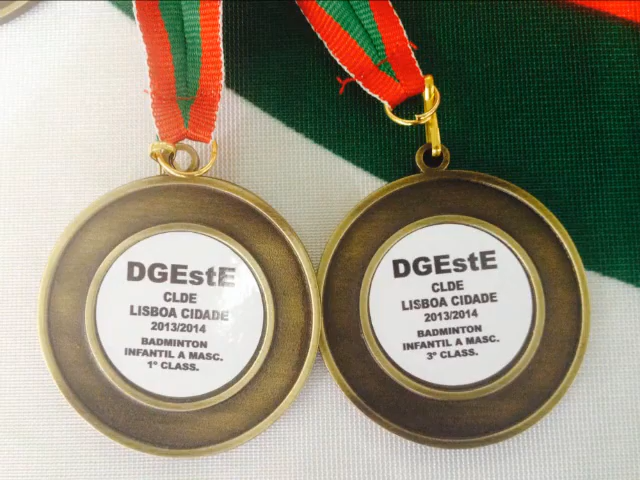 DGEstE
CLDE
LISBOA CIDADE
2013/2014
BADMINTON
INFANTIL A MASC.
1º CLASS.
DGEstE
CLDE
LISBOA CIDADE
2013/2014
BADMINTON
INFANTIL A MASC.
3º CLASS.